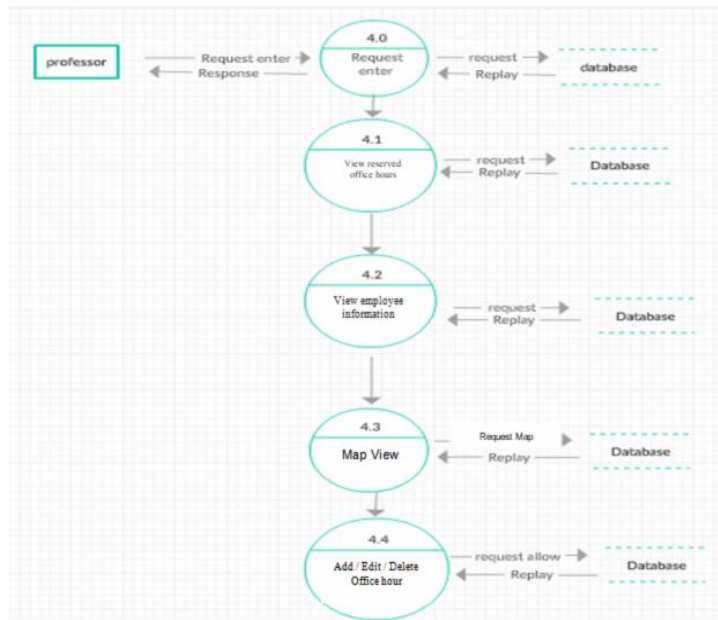 4.0
professor
Request enter
Response
Request
enter
request
Replay
database
4.1
View reserved
office hours
request
Replay
Database
4.2
View employee
information
request
Replay
Database
4.3
Map View
Request Map
Replay
Database
4.4
Add / Edit / Delete
Office hour
request allow
Replay
Database